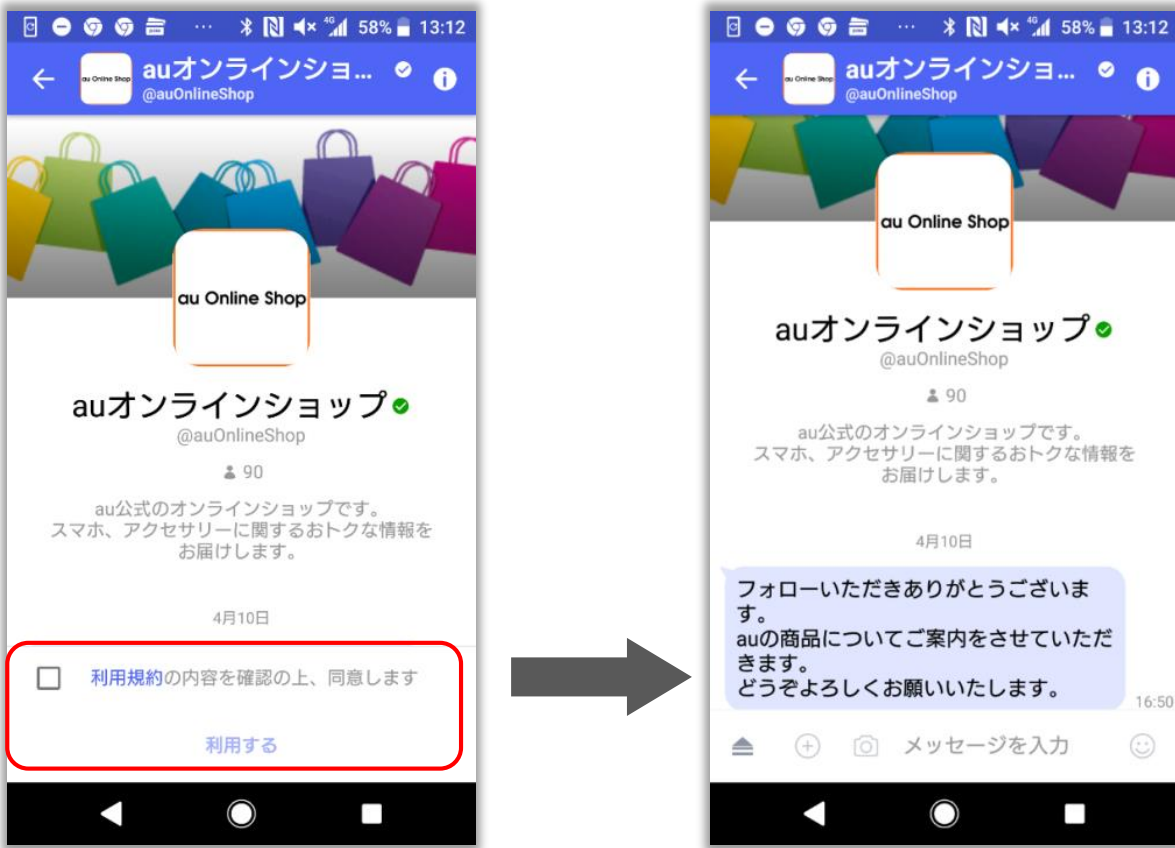 4G 58% 13:12
au Online Shop
auオンラインショ...
@auOnlineShop
au Online Shop
auオンラインショップ
@auOnlineShop
90
au公式のオンラインショップです。
スマホ、アクセサリーに関するおトクな情報を
お届けします。
4月10日
利用規約の内容を確認の上、同意します
利用する
4G 58% 13:12
au Online Shop
auオンラインショ...
@auOnlineShop
au Online Shop
auオンラインショップ
@auOnlineShop
90
au公式のオンラインショップです。
スマホ、アクセサリーに関するおトクな情報を
お届けします。
4月10日
フォローいただきありがとうございま
す。
auの商品についてご案内をさせていただ
きます。
どうぞよろしくお願いいたします。
16:50
メッセージを入力